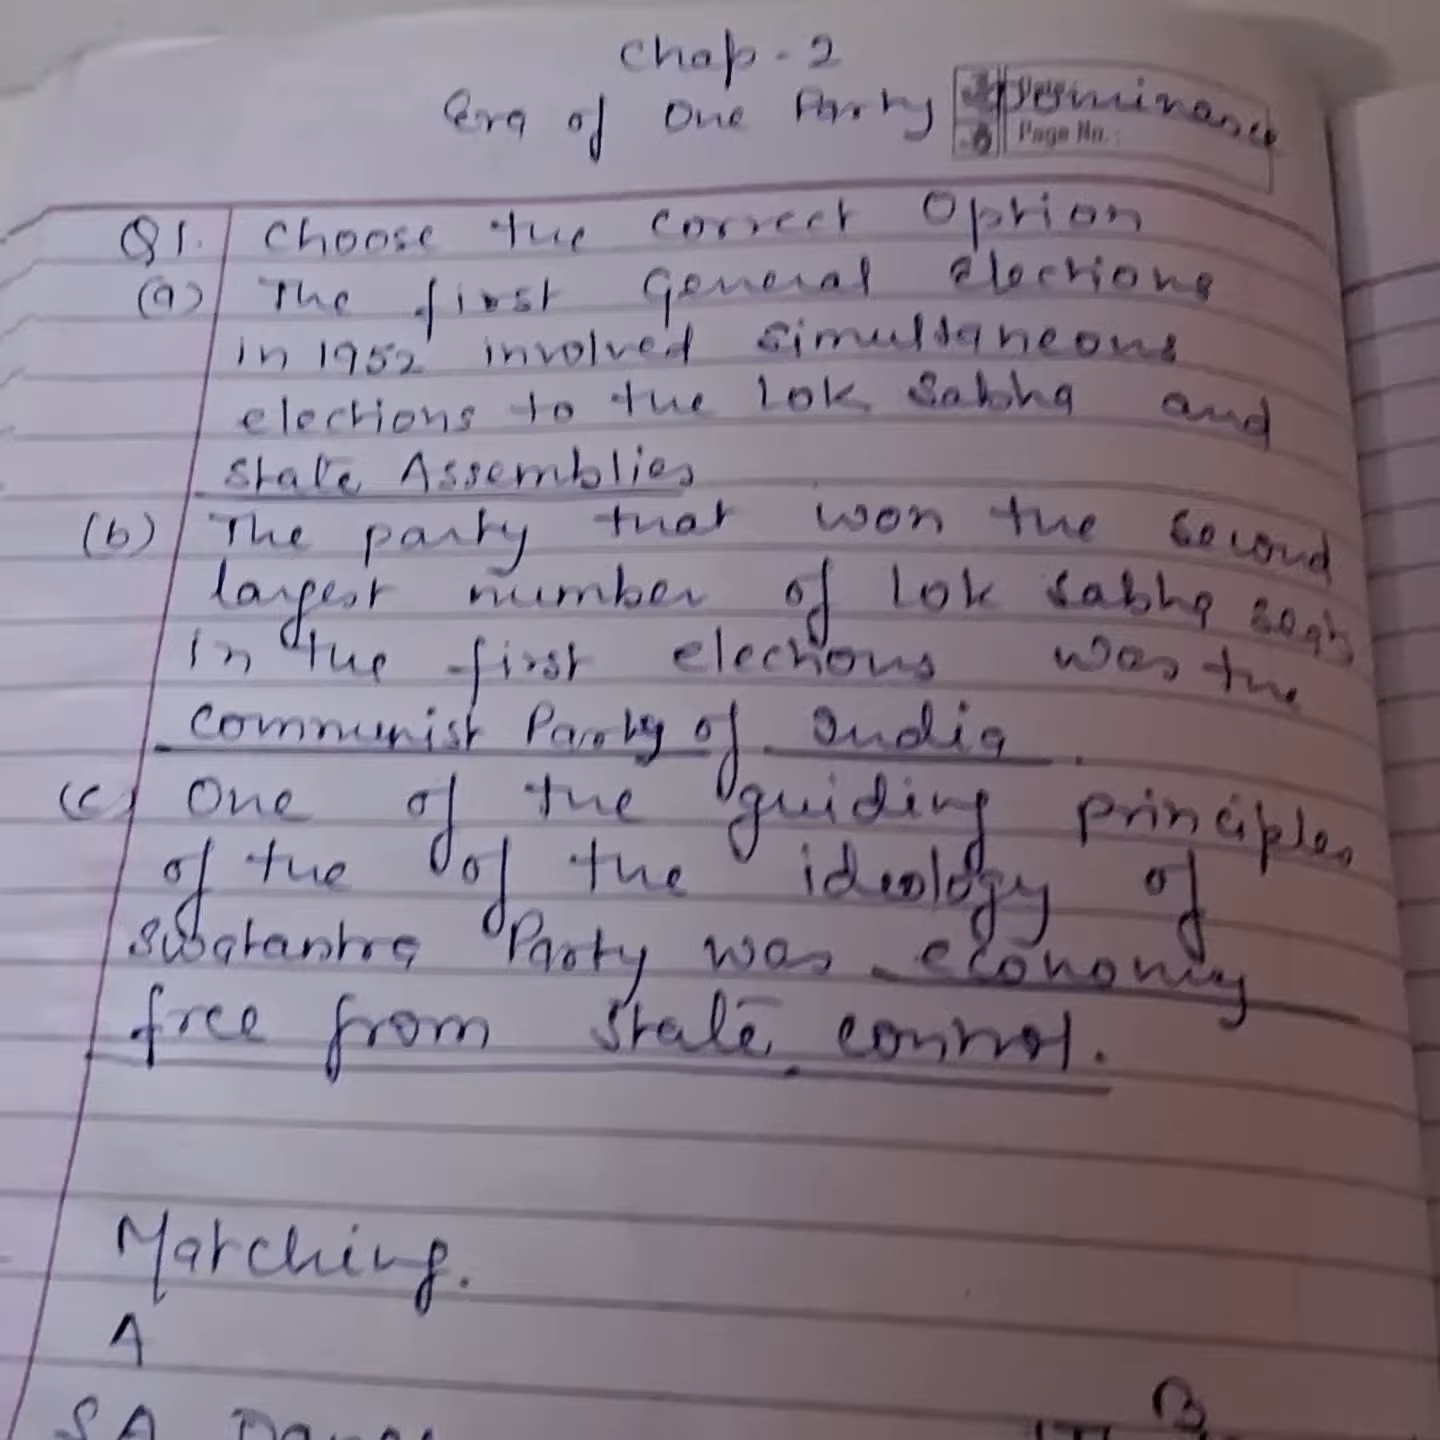 Chap - 2
Era of One Party Dominance
Page No.:
Q1. Choose the correct Option
(a) The first General elections
in 1952 involved simultaneous
elections to the Lok Sabha and
State Assemblies
(b) The party that won the second
largest number of Lok Sabha seats
in the first elections was the
Communist Party of India.
(c) One of the guiding principles
of the of the ideology of
Swatantra Party was economy
free from State control.
Matching.
A
B
SA Dange